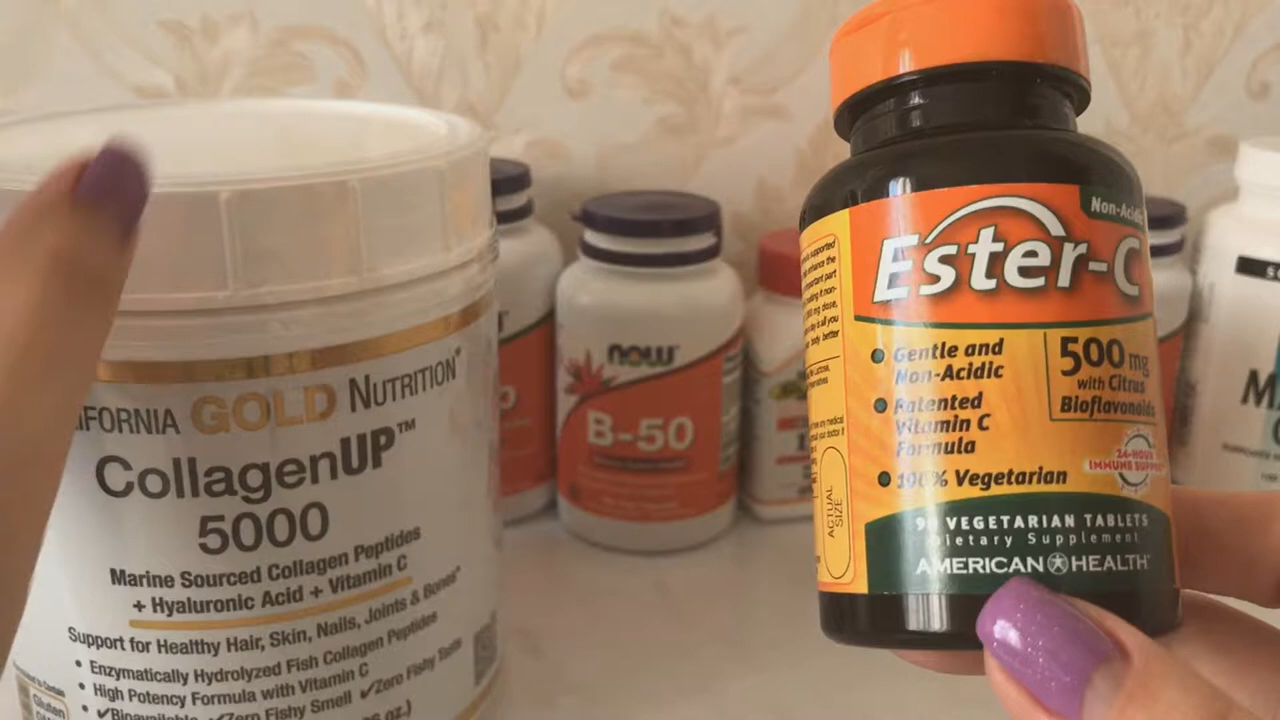 IFORNIA GOLD NUTRITION
CollagenUP™
5000
Marine Sourced Collagen Peptides
+ Hyaluronic Acid + Vitamin C
Support for Healthy Hair, Skin, Nails, Joints & Bones*
• Enzymatically Hydrolyzed Fish Collagen Peptides
• High Potency Formula with Vitamin C
• ✔Bioavailable ✔Zero Fishy Smell ✔Zero Fishy Taste
Gluten
NOW
B-50
Non-Acidic
Ester-C
• Gentle and
Non-Acidic
• Patented
Vitamin C
Formula
• 100% Vegetarian
500 mg
with Citrus
Bioflavonoids
24-HOUR
IMMUNE SUPPORT
ACTUAL
SIZE
90 VEGETARIAN TABLETS
Dietary Supplement
AMERICAN HEALTH